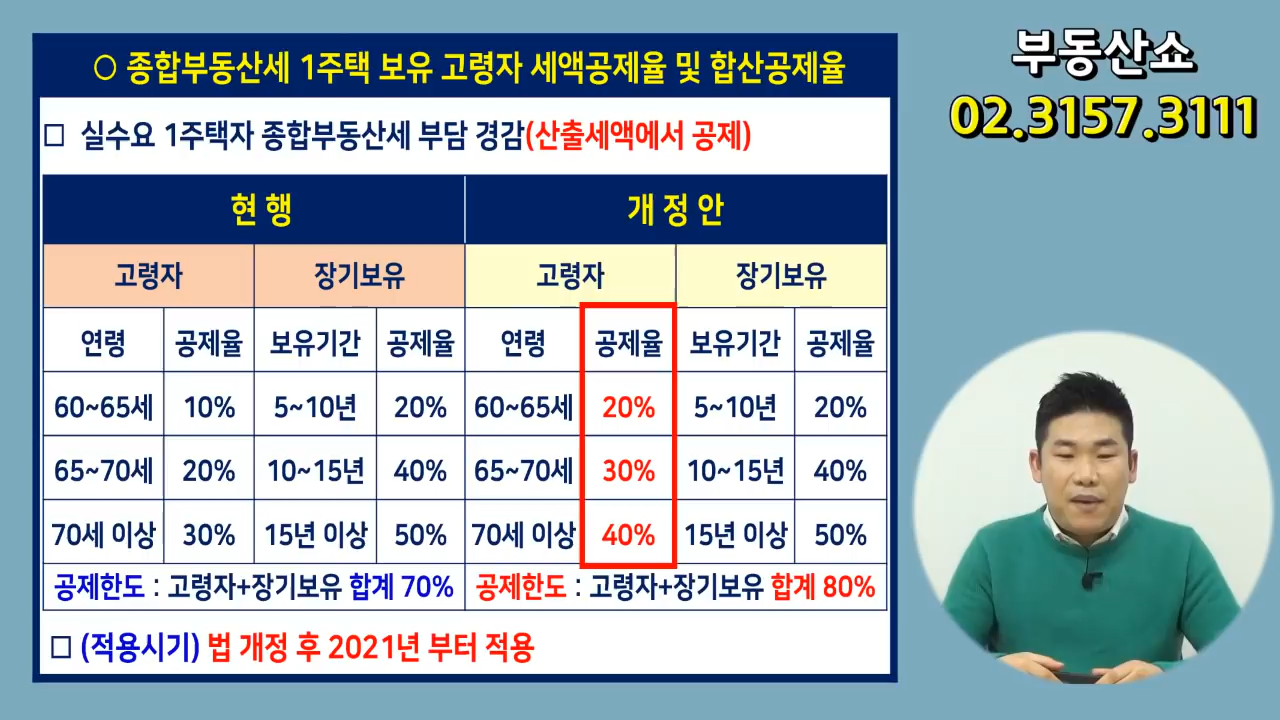 ○ 종합부동산세 1주택 보유 고령자 세액공제율 및 합산공제율
부동산쇼
02.3157.3111
□ 실수요 1주택자 종합부동산세 부담 경감(산출세액에서 공제)
현 행 개 정 안
고령자 장기보유 고령자 장기보유
연령 공제율 보유기간 공제율 연령 공제율 보유기간 공제율
60~65세 10% 5~10년 20% 60~65세 20% 5~10년 20%
65~70세 20% 10~15년 40% 65~70세 30% 10~15년 40%
70세 이상 30% 15년 이상 50% 70세 이상 40% 15년 이상 50%
공제한도 : 고령자+장기보유 합계 70% 공제한도 : 고령자+장기보유 합계 80%
□ (적용시기) 법 개정 후 2021년 부터 적용